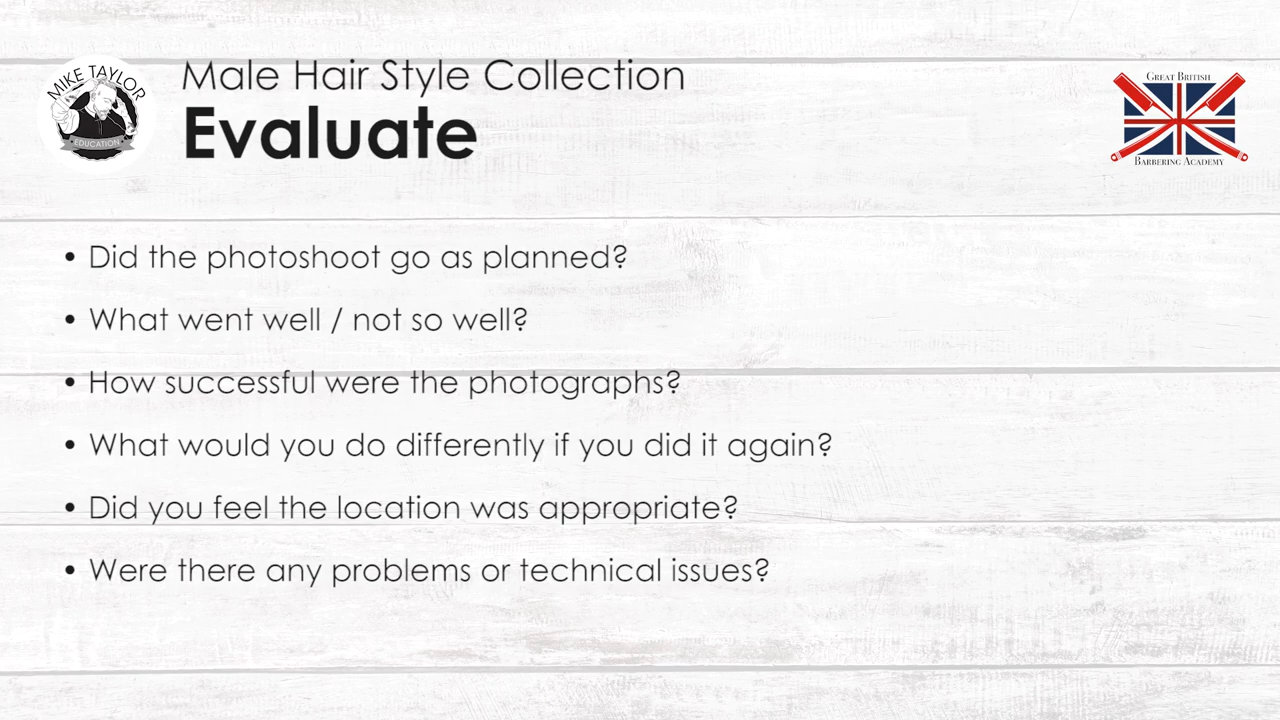 MIKE TAYLOR
EDUCATION
Male Hair Style Collection
Evaluate
GREAT BRITISH
BARBERING ACADEMY
• Did the photoshoot go as planned?
• What went well / not so well?
• How successful were the photographs?
• What would you do differently if you did it again?
• Did you feel the location was appropriate?
• Were there any problems or technical issues?